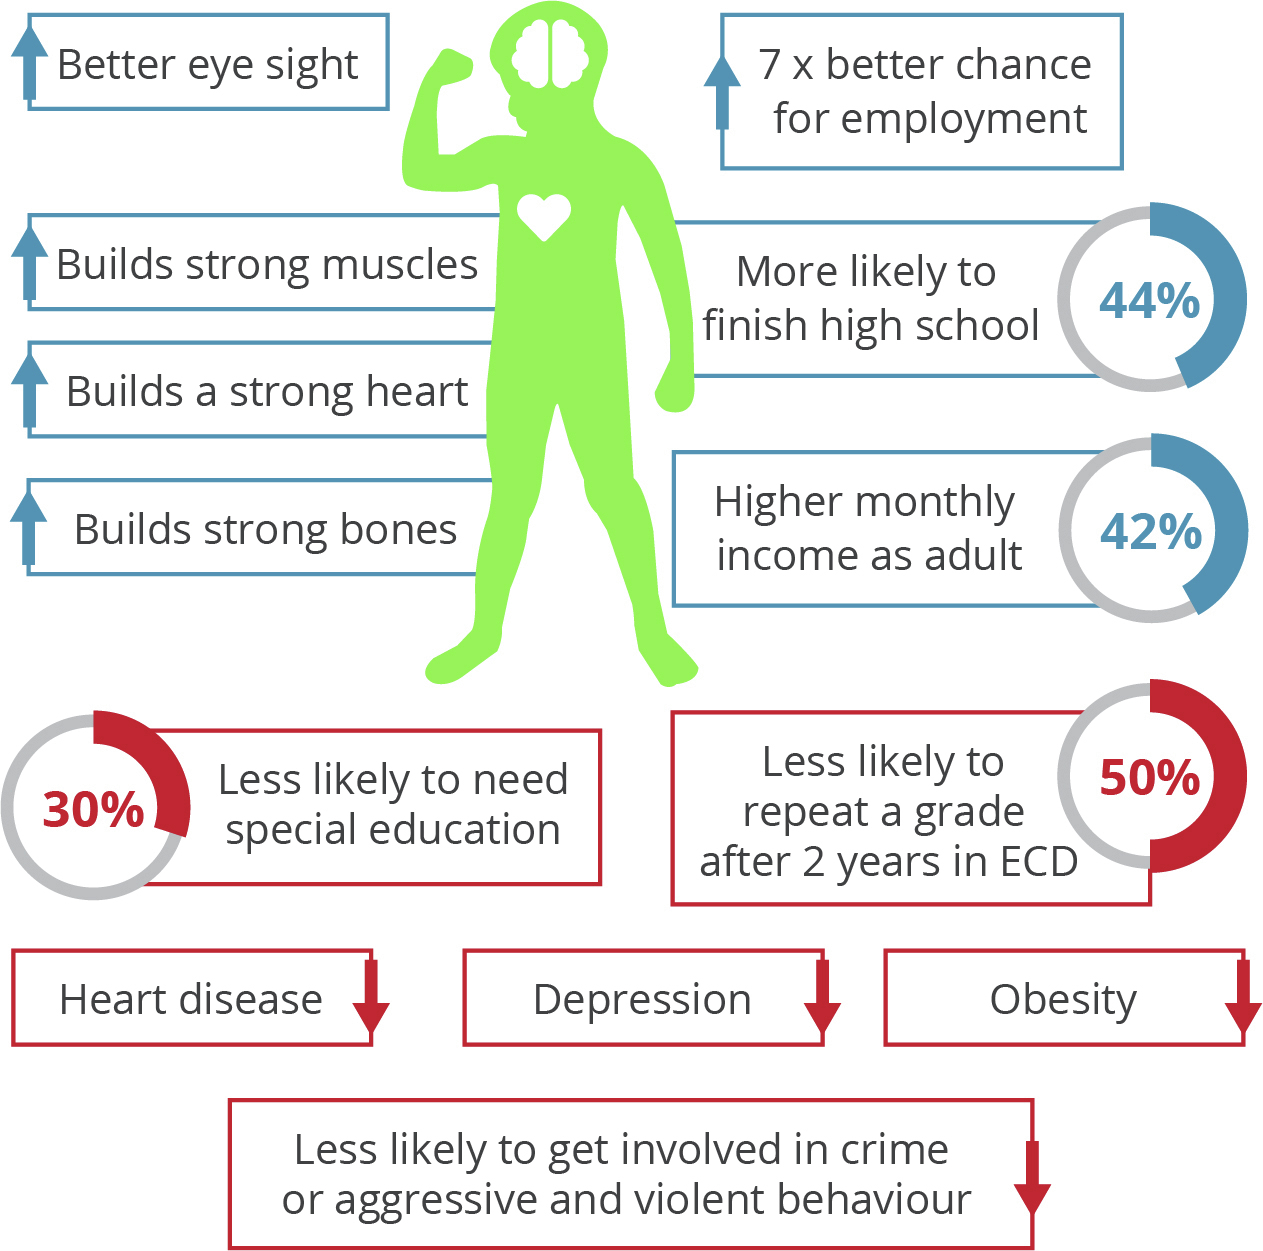 Better eye sight
7 x better chance
for employment
Builds strong muscles
More likely to
finish high school
44%
Builds a strong heart
Builds strong bones
Higher monthly
income as adult
42%
30%
Less likely to need
special education
Less likely to
repeat a grade
after 2 years in ECD
50%
Heart disease
Depression
Obesity
Less likely to get involved in crime
or aggressive and violent behaviour